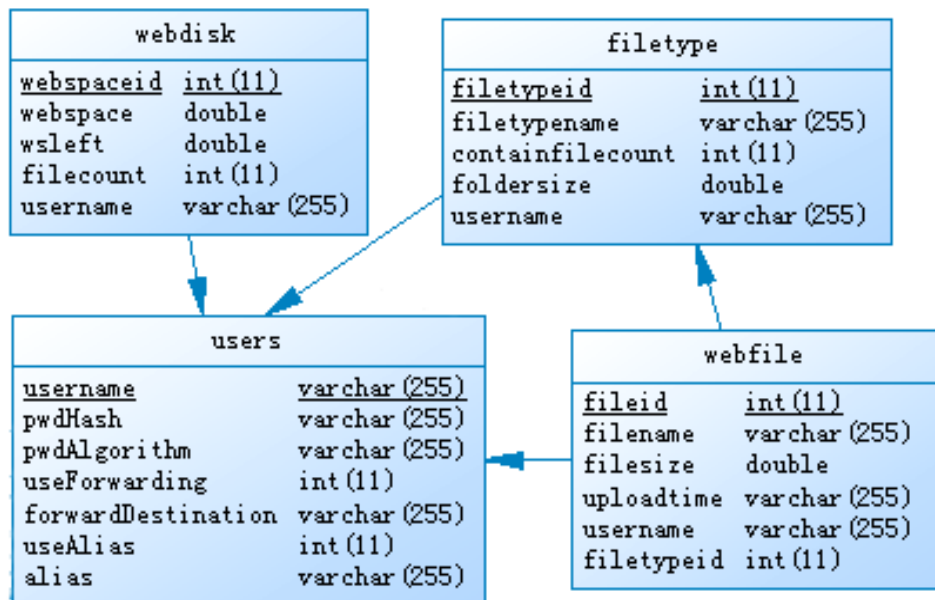 webdisk
webspaceid int(11)
webspace double
wsleft double
filecount int(11)
username varchar(255)
filetype
filetypeid int(11)
filetypename varchar(255)
containfilecount int(11)
foldersize double
username varchar(255)
users
username varchar(255)
pwdHash varchar(255)
pwdAlgorithm varchar(255)
useForwarding int(11)
forwardDestination varchar(255)
useAlias int(11)
alias varchar(255)
webfile
fileid int(11)
filename varchar(255)
filesize double
uploadtime varchar(255)
username varchar(255)
filetypeid int(11)